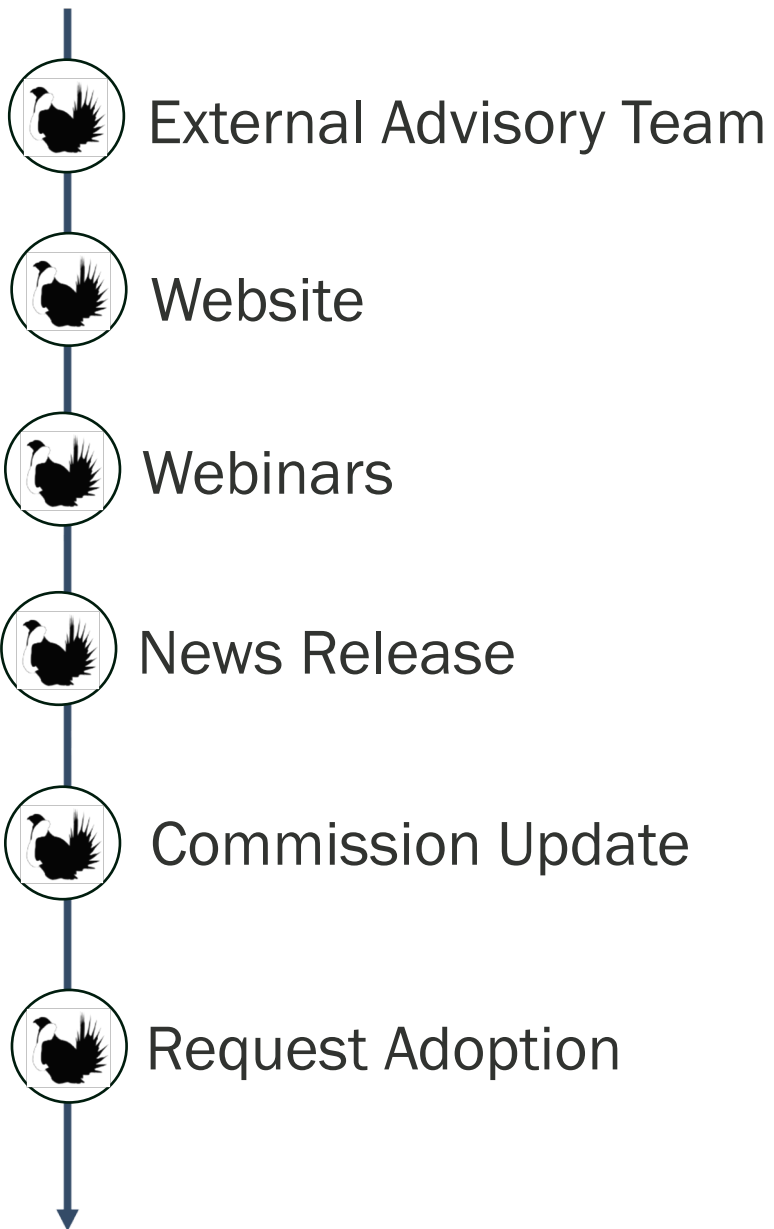 External Advisory Team
Website
Webinars
News Release
Commission Update
Request Adoption